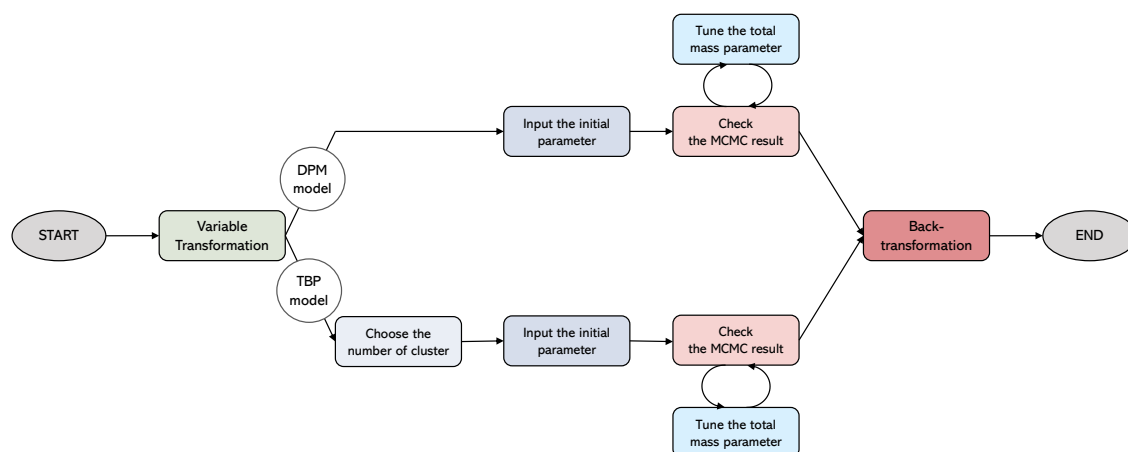 Tune the total
mass parameter
Input the initial
parameter
Check
the MCMC result
DPM
model
START
Variable
Transformation
Back-
transformation
END
TBP
model
Choose the
number of cluster
Input the initial
parameter
Check
the MCMC result
Tune the total
mass parameter